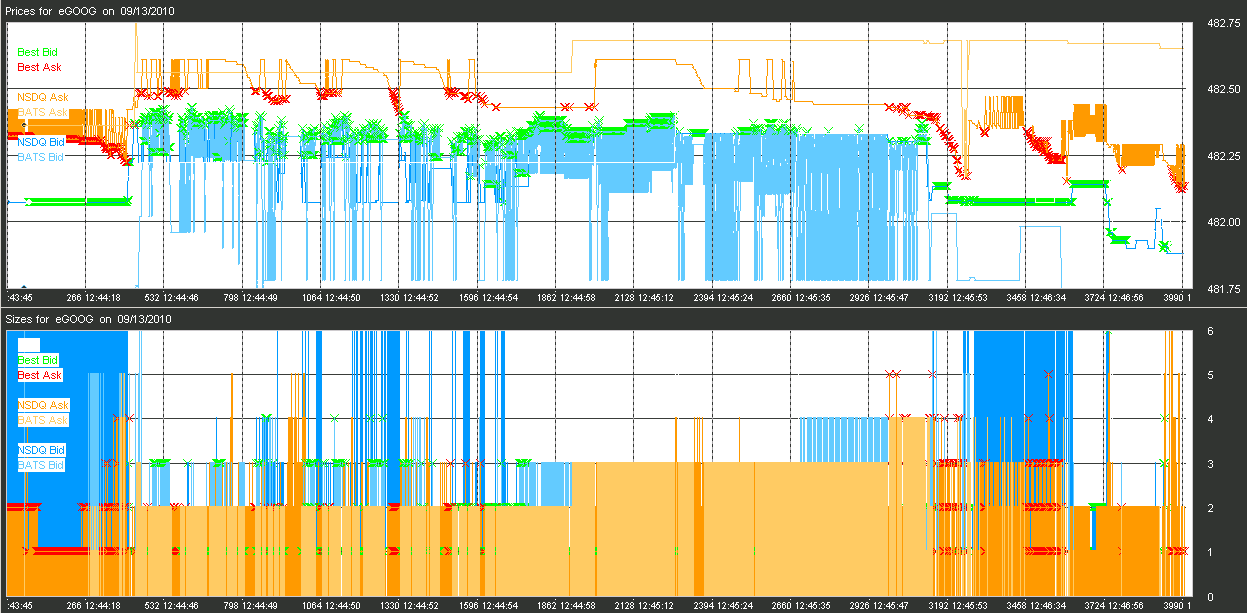 Prices for eGOOG on 09/13/2010
482.75
Best Bid
Best Ask
482.50
NSDQ Ask
BATS Ask
NSDQ Bid
BATS Bid
482.25
482.00
481.75
:43:45 266 12:44:18 532 12:44:46 798 12:44:49 1064 12:44:50 1330 12:44:52 1596 12:44:54 1862 12:44:58 2128 12:45:12 2394 12:45:24 2660 12:45:35 2926 12:45:47 3192 12:45:53 3458 12:46:34 3724 12:46:56 3990 1
Sizes for eGOOG on 09/13/2010
6
Best Bid
Best Ask
5
NSDQ Ask
BATS Ask
4
NSDQ Bid
BATS Bid
3
2
1
0
:43:45 266 12:44:18 532 12:44:46 798 12:44:49 1064 12:44:50 1330 12:44:52 1596 12:44:54 1862 12:44:58 2128 12:45:12 2394 12:45:24 2660 12:45:35 2926 12:45:47 3192 12:45:53 3458 12:46:34 3724 12:46:56 3990 1